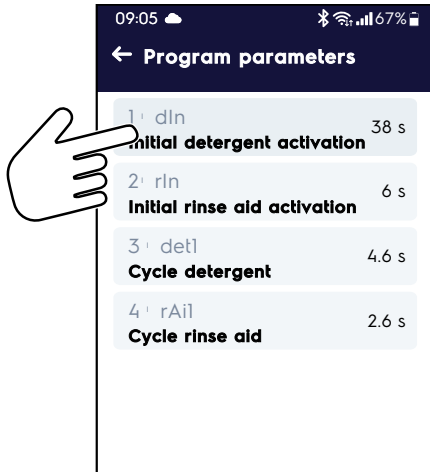 09:05 67%
← Program parameters
1 dIn
Initial detergent activation 38 s
2 rIn
Initial rinse aid activation 6 s
3 det1
Cycle detergent 4.6 s
4 rAi1
Cycle rinse aid 2.6 s